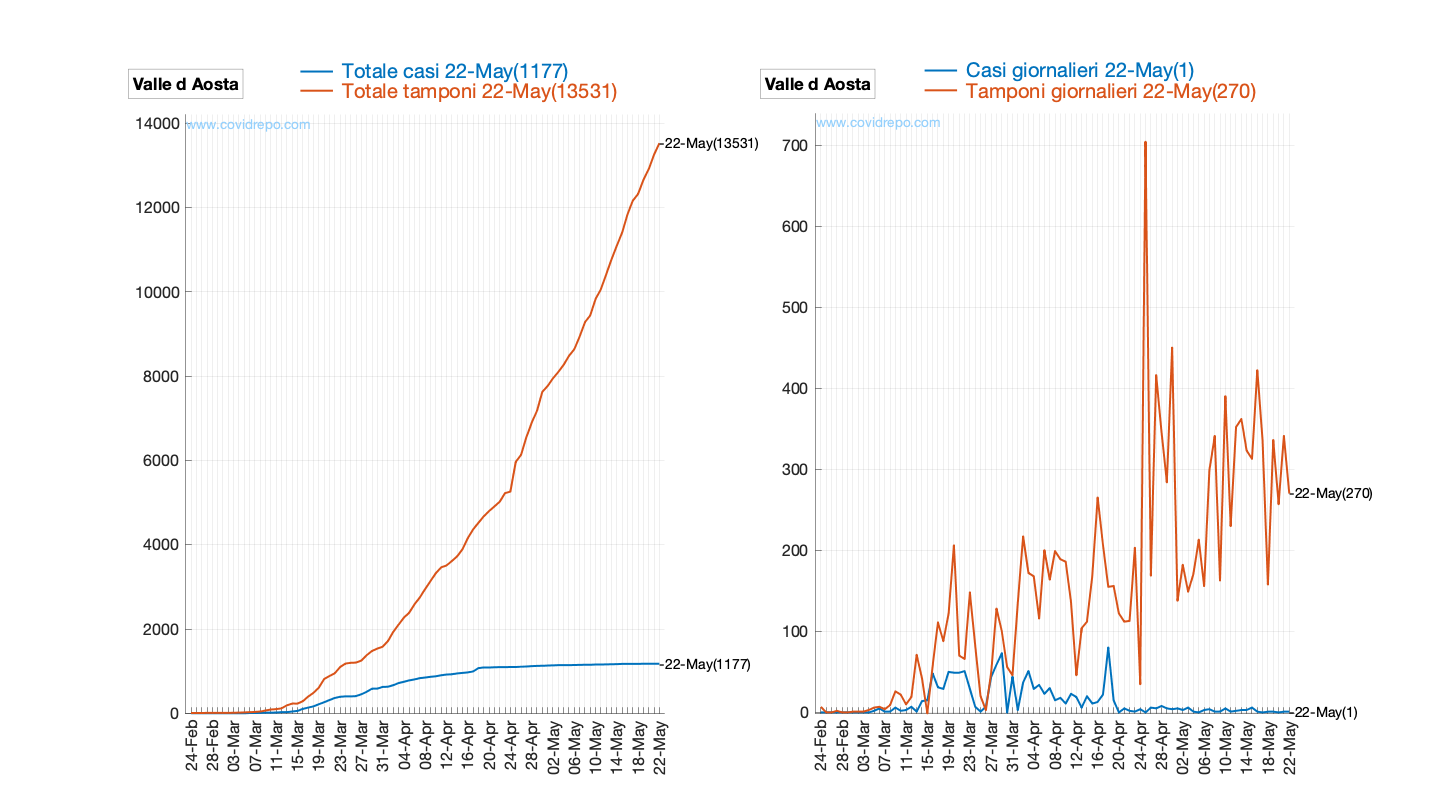 Valle d Aosta
Totale casi 22-May(1177)
Totale tamponi 22-May(13531)
www.covidrepo.com
14000
12000
10000
8000
6000
4000
2000
0
22-May(13531)
22-May(1177)
24-Feb
28-Feb
03-Mar
07-Mar
11-Mar
15-Mar
19-Mar
23-Mar
27-Mar
31-Mar
04-Apr
08-Apr
12-Apr
16-Apr
20-Apr
24-Apr
28-Apr
02-May
06-May
10-May
14-May
18-May
22-May
Valle d Aosta
Casi giornalieri 22-May(1)
Tamponi giornalieri 22-May(270)
www.covidrepo.com
700
600
500
400
300
200
100
0
22-May(270)
22-May(1)
24-Feb
28-Feb
03-Mar
07-Mar
11-Mar
15-Mar
19-Mar
23-Mar
27-Mar
31-Mar
04-Apr
08-Apr
12-Apr
16-Apr
20-Apr
24-Apr
28-Apr
02-May
06-May
10-May
14-May
18-May
22-May